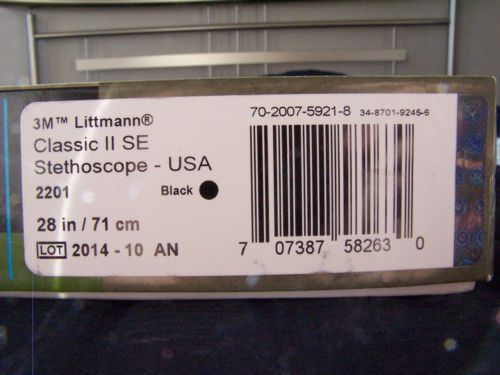 3M™ Littmann®
Classic II SE
Stethoscope - USA
2201 Black
28 in / 71 cm
LOT 2014 - 10 AN
70-2007-5921-8 34-8701-9245-6
7 07387 58263 0